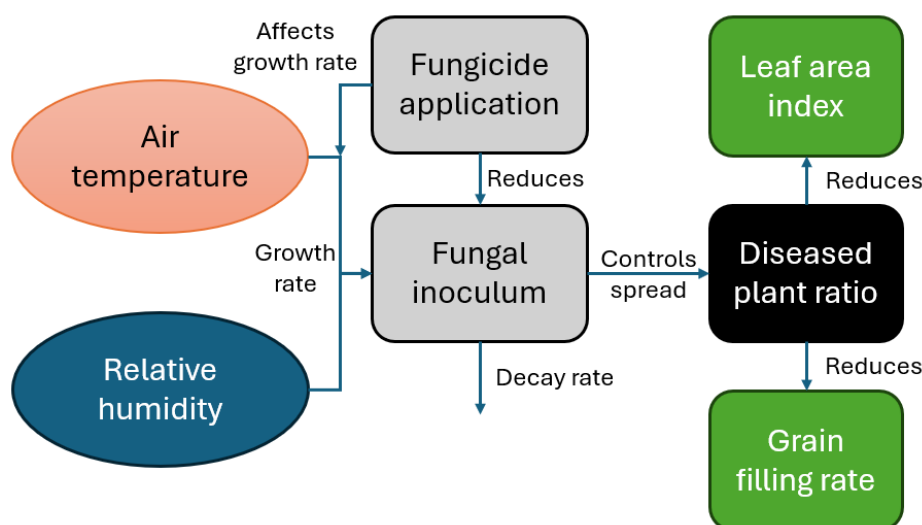 Affects
growth rate
Fungicide
application
Leaf area
index
Air
temperature
Reduces
Reduces
Growth
rate
Fungal
inoculum
Controls
spread
Diseased
plant ratio
Relative
humidity
Decay rate
Reduces
Grain
filling rate